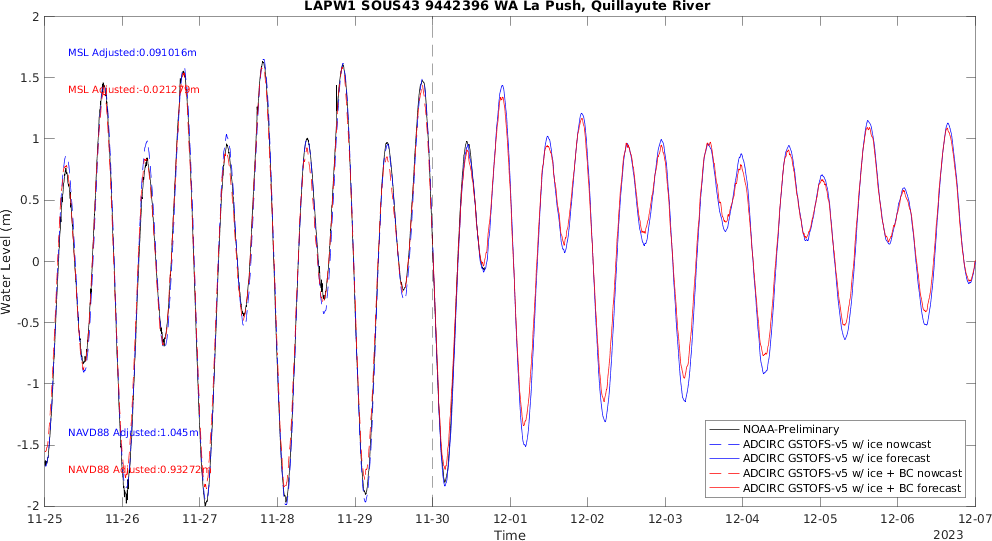 LAPW1 SOUS43 9442396 WA La Push, Quillayute River
Water Level (m)
2
1.5
1
0.5
0
-0.5
-1
-1.5
-2
MSL Adjusted:0.091016m
MSL Adjusted:-0.021279m
NAVD88 Adjusted:1.045m
NAVD88 Adjusted:0.93272m
NOAA-Preliminary
ADCIRC GSTOFS-v5 w/ ice nowcast
ADCIRC GSTOFS-v5 w/ ice forecast
ADCIRC GSTOFS-v5 w/ ice + BC nowcast
ADCIRC GSTOFS-v5 w/ ice + BC forecast
11-25 11-26 11-27 11-28 11-29 11-30 12-01 12-02 12-03 12-04 12-05 12-06 12-07
Time
2023